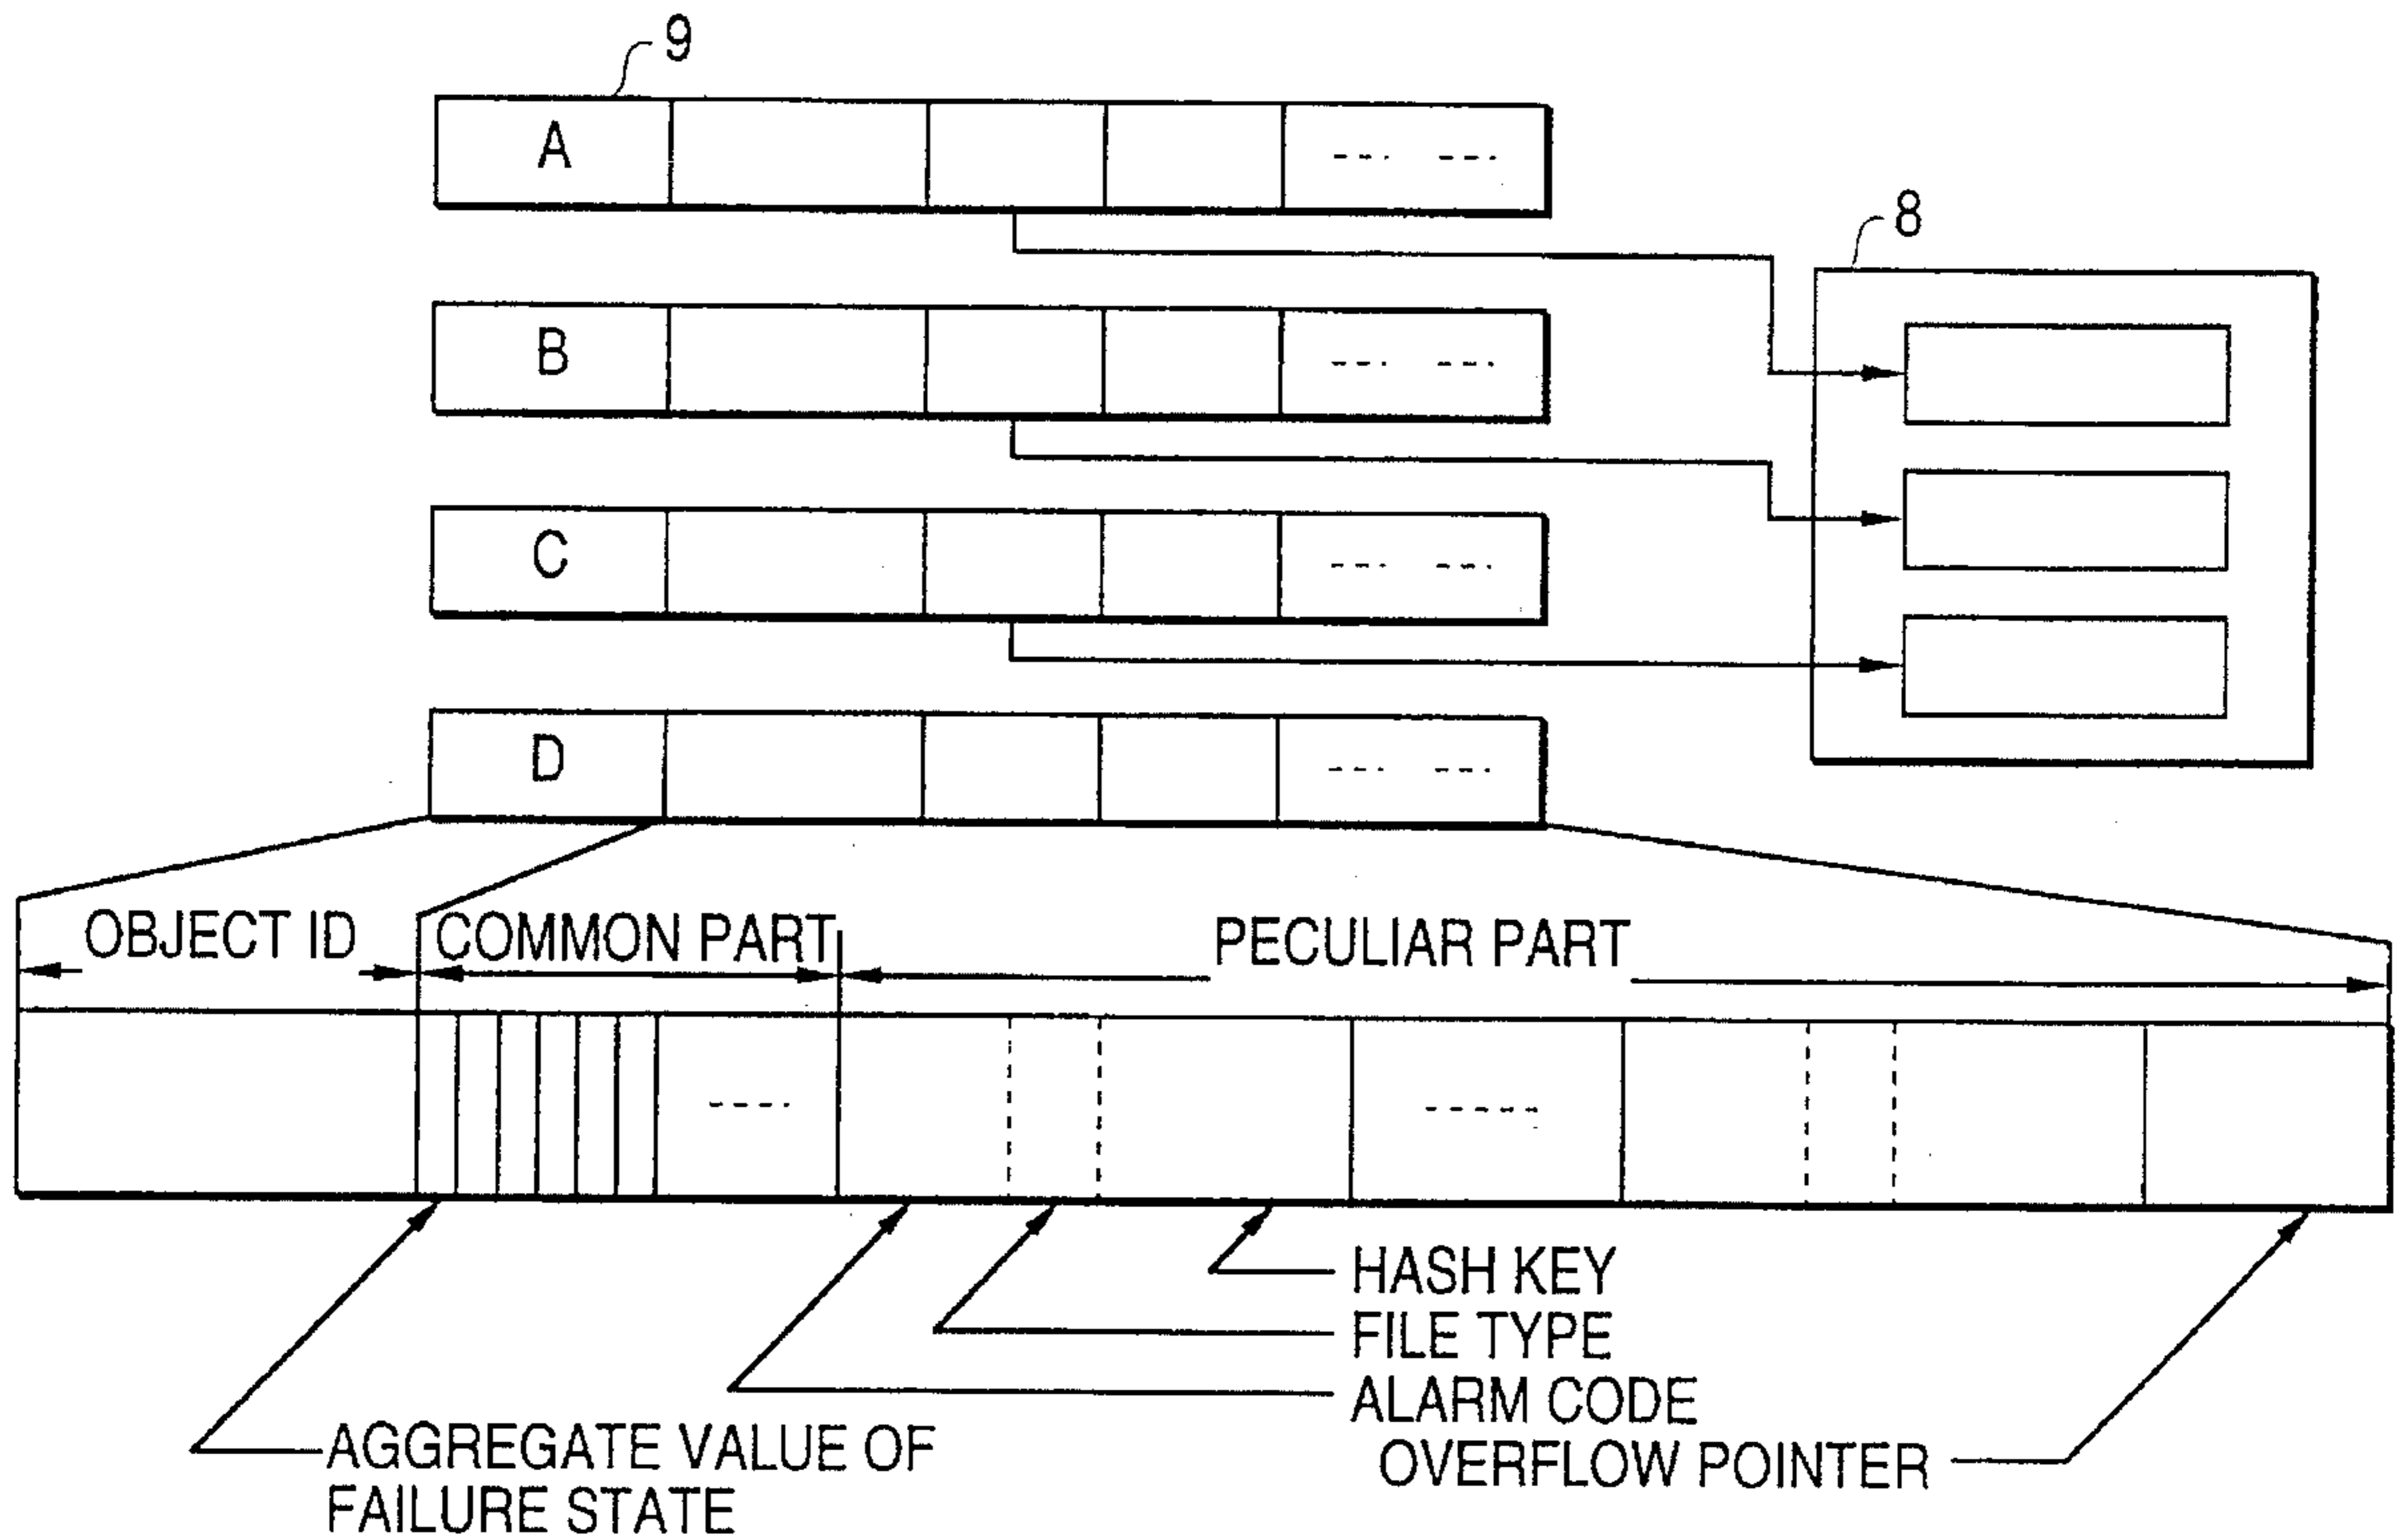 9
A
8
B
C
D
OBJECT ID
COMMON PART
PECULIAR PART
HASH KEY
FILE TYPE
ALARM CODE
OVERFLOW POINTER
AGGREGATE VALUE OF
FAILURE STATE